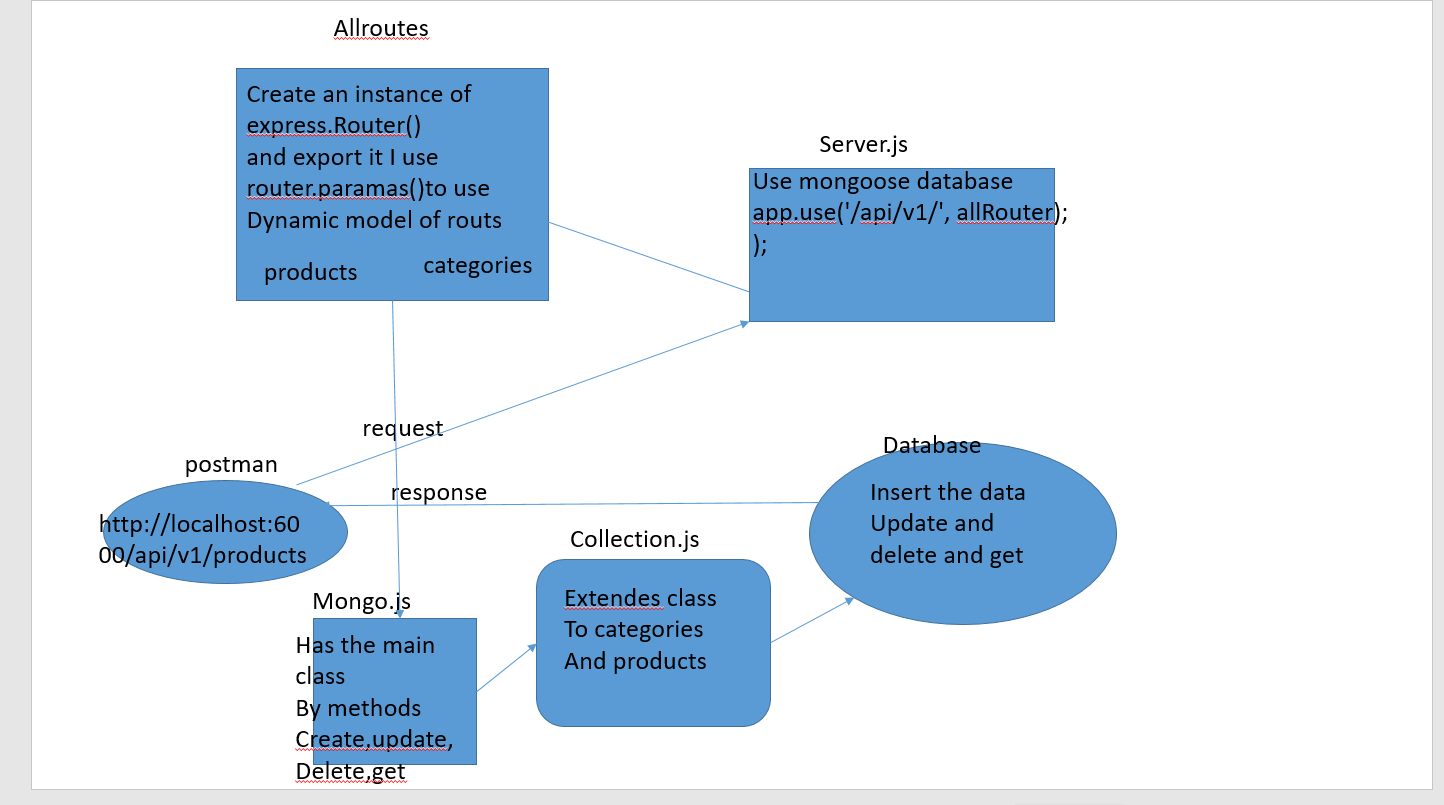 Allroutes
Create an instance of
express.Router()
and export it I use
router.paramas()to use
Dynamic model of routs
products
categories
Server.js
Use mongoose database
app.use('/api/v1/', allRouter);
);
request
postman
response
http://localhost:60
00/api/v1/products
Database
Insert the data
Update and
delete and get
Collection.js
Extendes class
To categories
And products
Mongo.js
Has the main
class
By methods
Create,update,
Delete,get